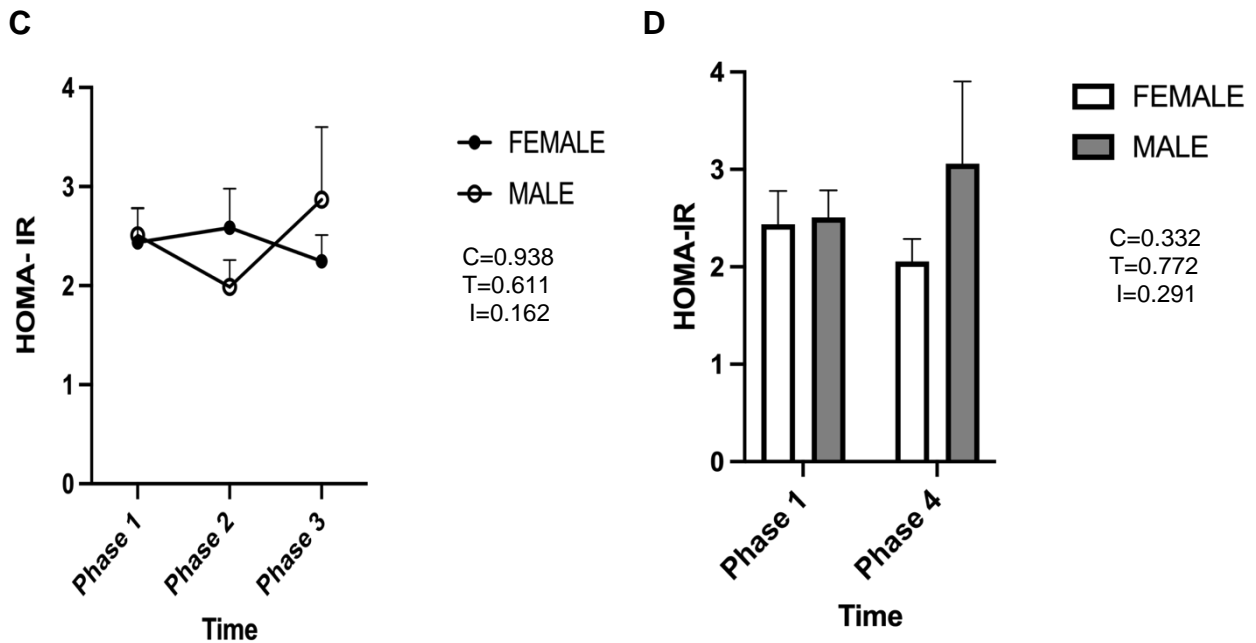 C
HOMA- IR
4
3
2
1
0
Phase 1
Phase 2
Phase 3
Time
FEMALE
MALE
C=0.938
T=0.611
I=0.162
D
HOMA-IR
4
3
2
1
0
Phase 1
Phase 4
Time
FEMALE
MALE
C=0.332
T=0.772
I=0.291